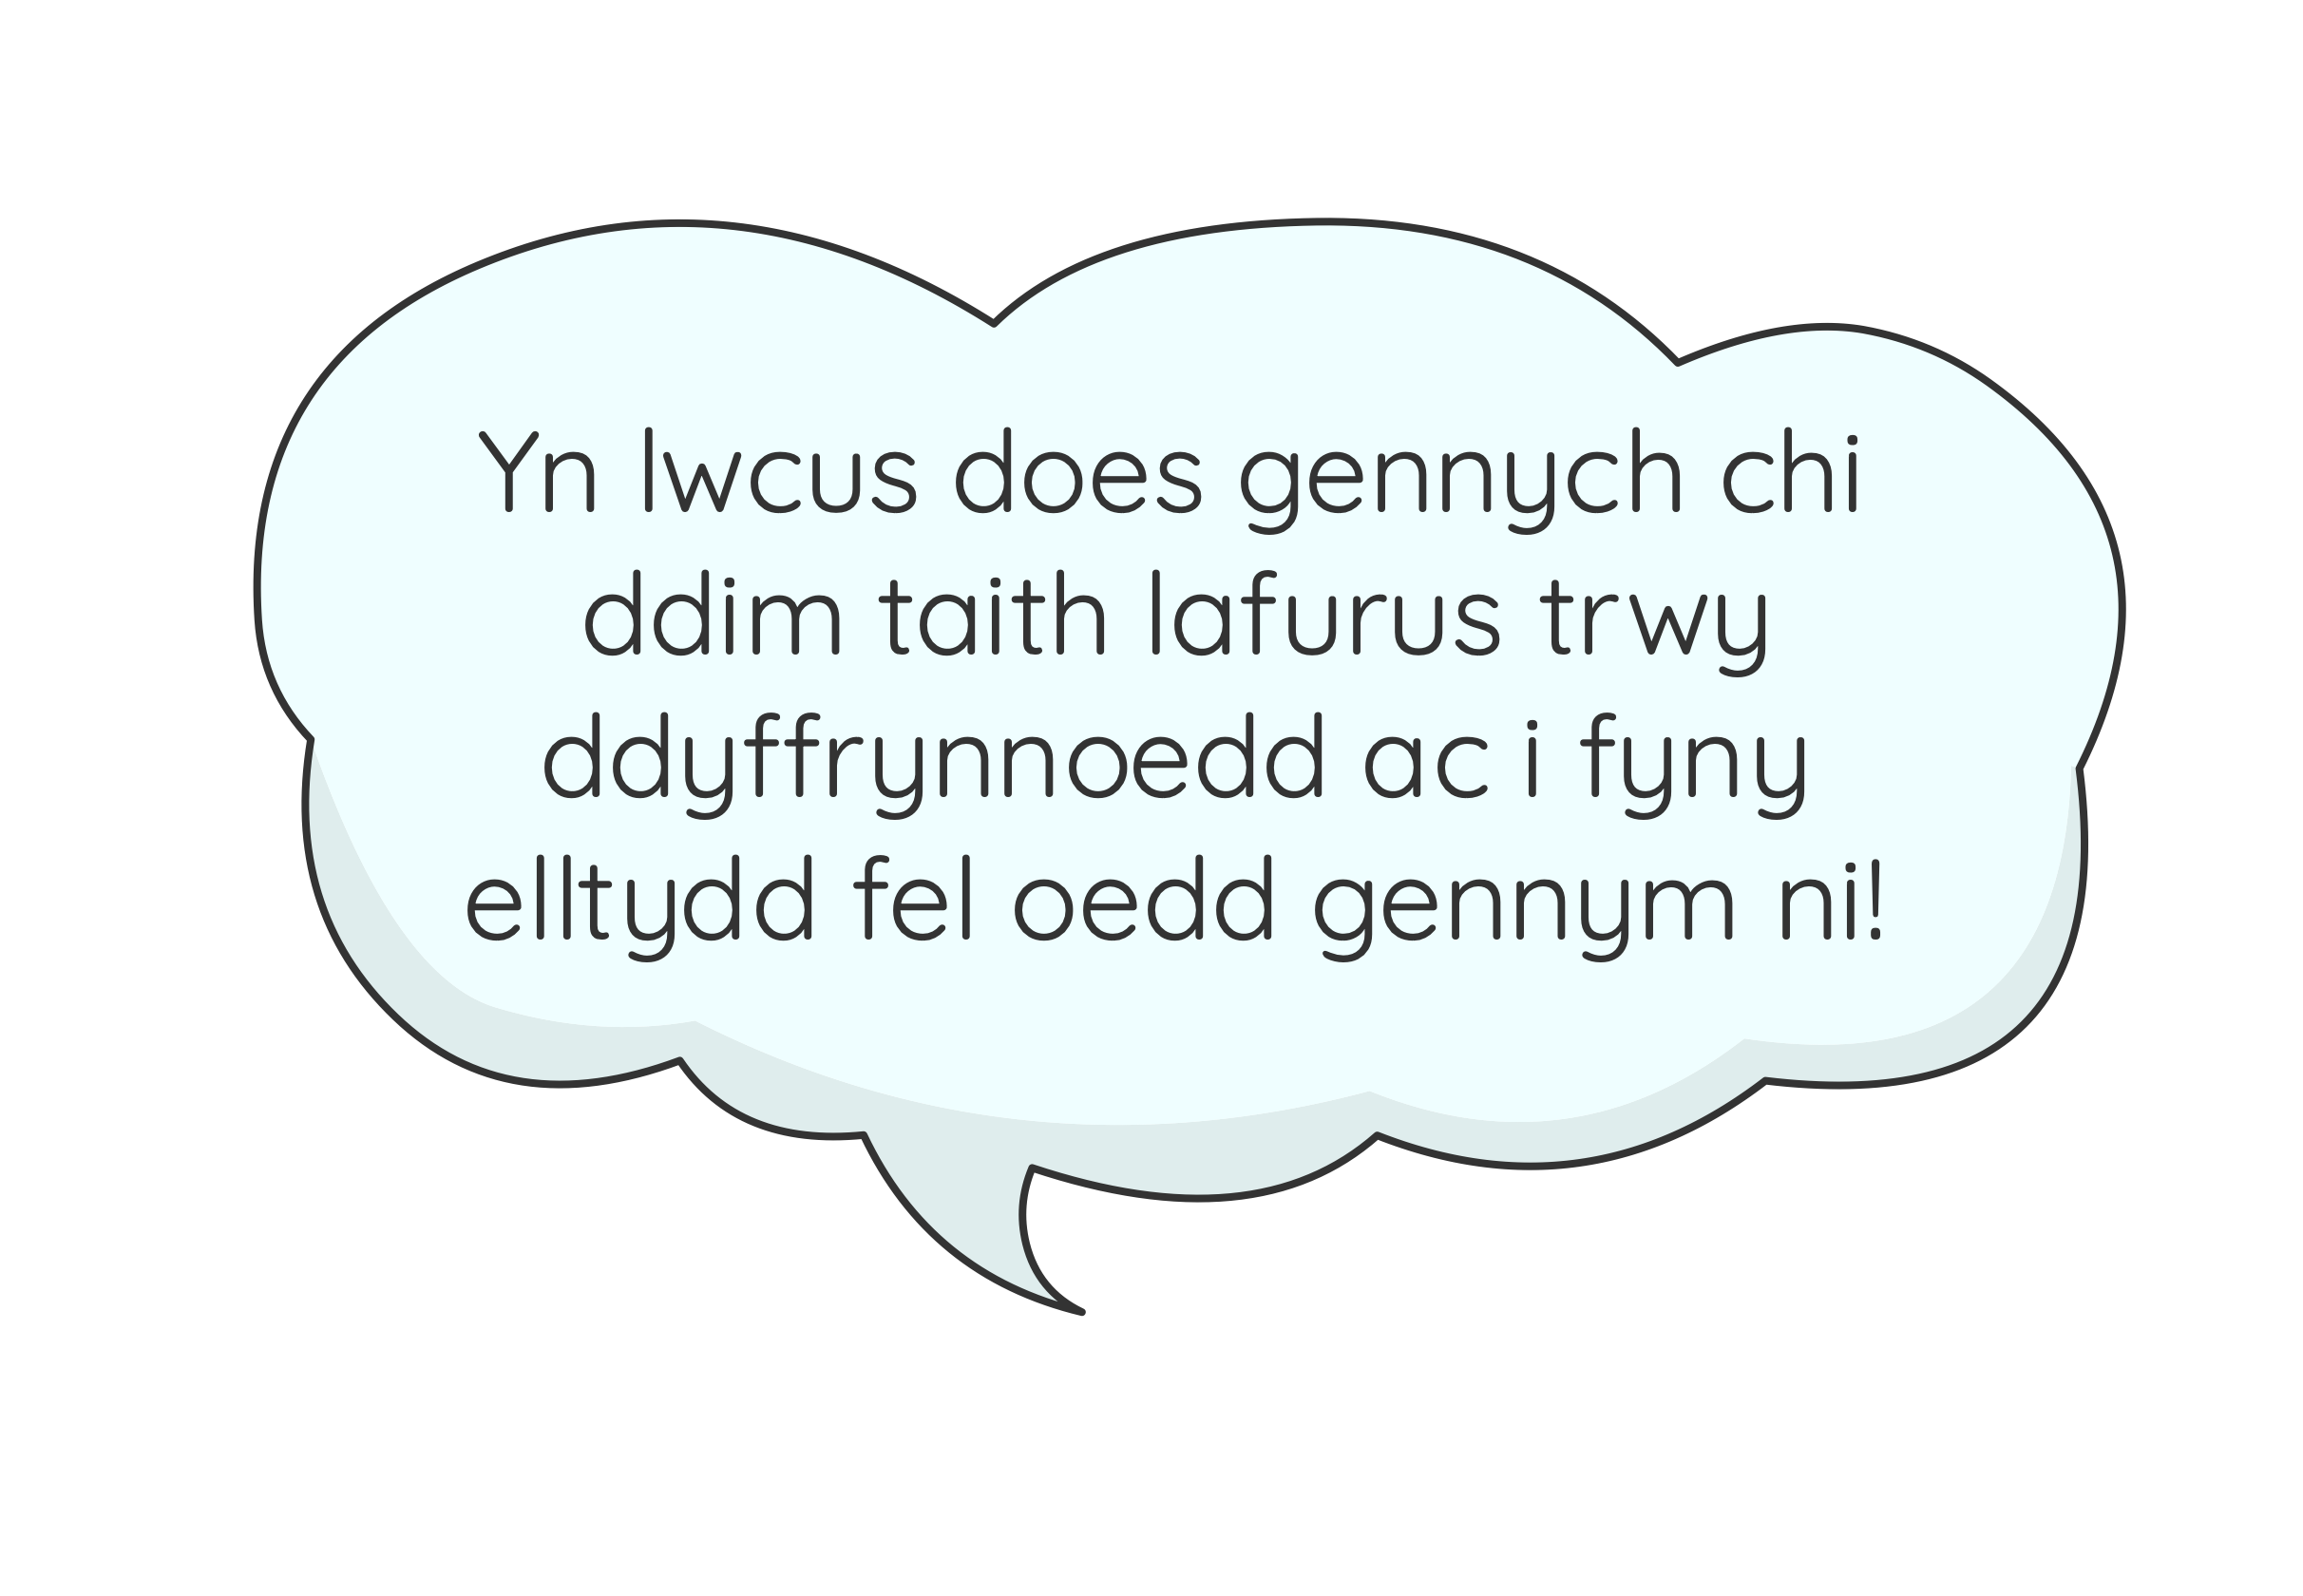 Yn lwcus does gennych chi
ddim taith lafurus trwy
ddyffrynnoedd ac i fyny
elltydd fel oedd gennym ni!